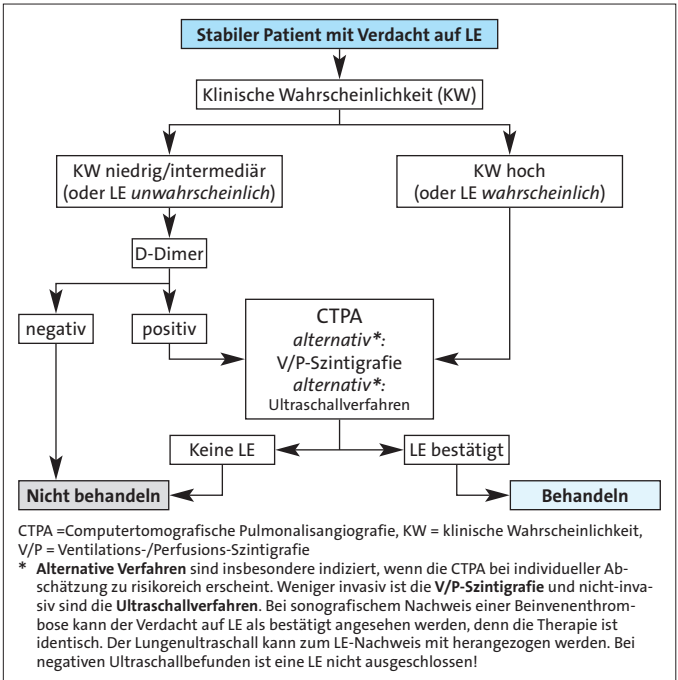 Stabiler Patient mit Verdacht auf LE
Klinische Wahrscheinlichkeit (KW)
KW niedrig/intermediär
(oder LE unwahrscheinlich)
KW hoch
(oder LE wahrscheinlich)
D-Dimer
negativ
positiv
CTPA
alternativ*:
V/P-Szintigrafie
alternativ*:
Ultraschallverfahren
Keine LE
LE bestätigt
Nicht behandeln
Behandeln
CTPA =Computertomografische Pulmonalisangiografie, KW = klinische Wahrscheinlichkeit,
V/P = Ventilations-/Perfusions-Szintigrafie
* Alternative Verfahren sind insbesondere indiziert, wenn die CTPA bei individueller Ab-
schätzung zu risikoreich erscheint. Weniger invasiv ist die V/P-Szintigrafie und nicht-inva-
siv sind die Ultraschallverfahren. Bei sonografischem Nachweis einer Beinvenenthrom-
bose kann der Verdacht auf LE als bestätigt angesehen werden, denn die Therapie ist
identisch. Der Lungenultraschall kann zum LE-Nachweis mit herangezogen werden. Bei
negativen Ultraschallbefunden ist eine LE nicht ausgeschlossen!